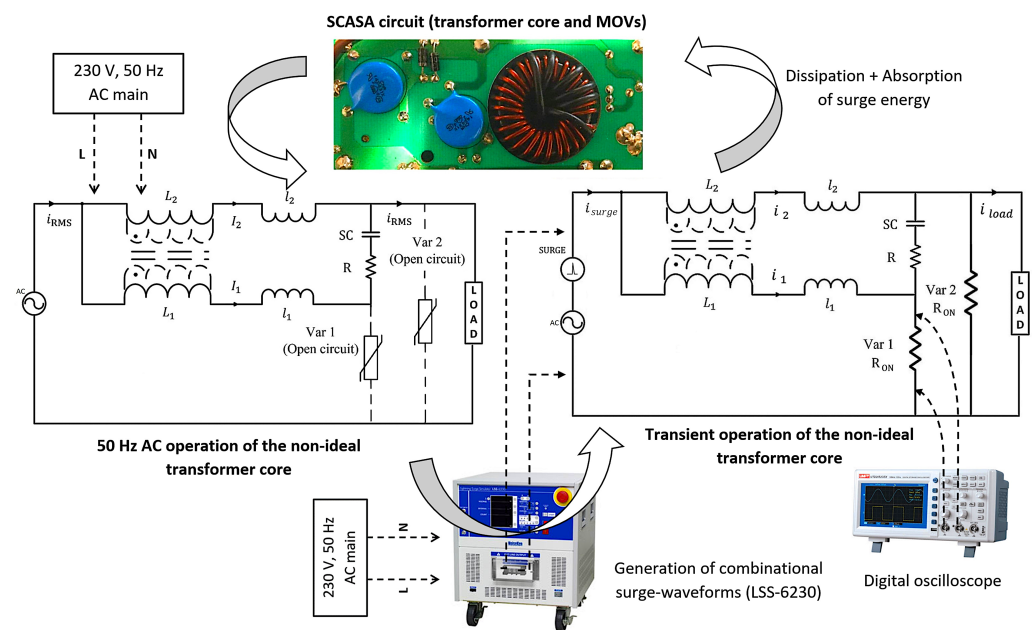 SCASA circuit (transformer core and MOVs)
230 V, 50 Hz
AC main
L
N
Dissipation + Absorption
of surge energy
i_RMS
L_2
I_2
l_2
i_RMS
SC
R
Var 2
(Open circuit)
AC
L_1
I_1
l_1
Var 1
(Open circuit)
LOAD
i_surge
L_2
i_2
l_2
i_load
SURGE
SC
R
AC
L_1
i_1
l_1
Var 2
R_ON
Var 1
R_ON
LOAD
50 Hz AC operation of the non-ideal
transformer core
Transient operation of the non-ideal
transformer core
230 V, 50 Hz
AC main
N
L
Generation of combinational
surge-waveforms (LSS-6230)
Digital oscilloscope